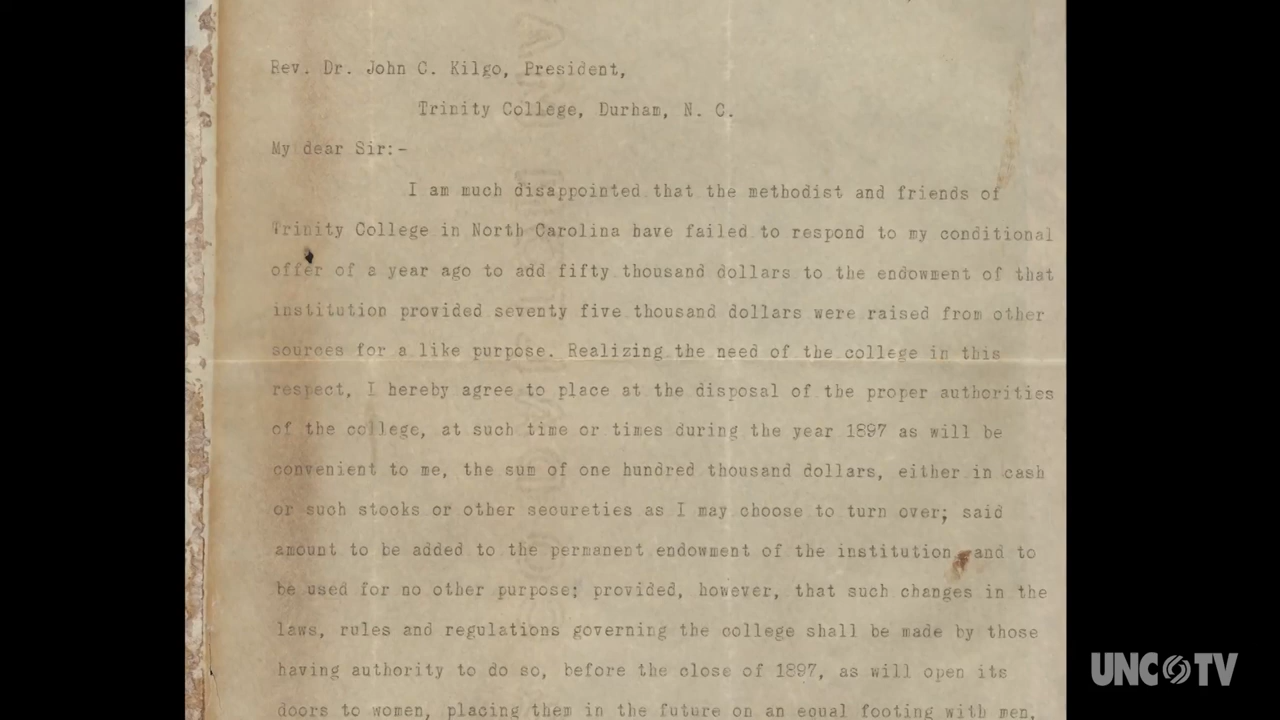 Rev. Dr. John C. Kilgo, President,
Trinity College, Durham, N. C.
My dear Sir:-
I am much disappointed that the methodist and friends of
Trinity College in North Carolina have failed to respond to my conditional
offer of a year ago to add fifty thousand dollars to the endowment of that
institution provided seventy five thousand dollars were raised from other
sources for a like purpose. Realizing the need of the college in this
respect, I hereby agree to place at the disposal of the proper authorities
of the college, at such time or times during the year 1897 as will be
convenient to me, the sum of one hundred thousand dollars, either in cash
or such stocks or other secureties as I may choose to turn over; said
amount to be added to the permanent endowment of the institution and to
be used for no other purpose; provided, however, that such changes in the
laws, rules and regulations governing the college shall be made by those
having authority to do so, before the close of 1897, as will open its
doors to women, placing them in the future on an equal footing with men,
UNC TV